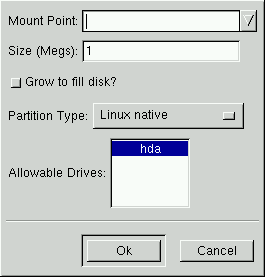 Mount Point: /
Size (Megs): 1
Grow to fill disk?
Partition Type: Linux native
hda
Allowable Drives:
Ok Cancel